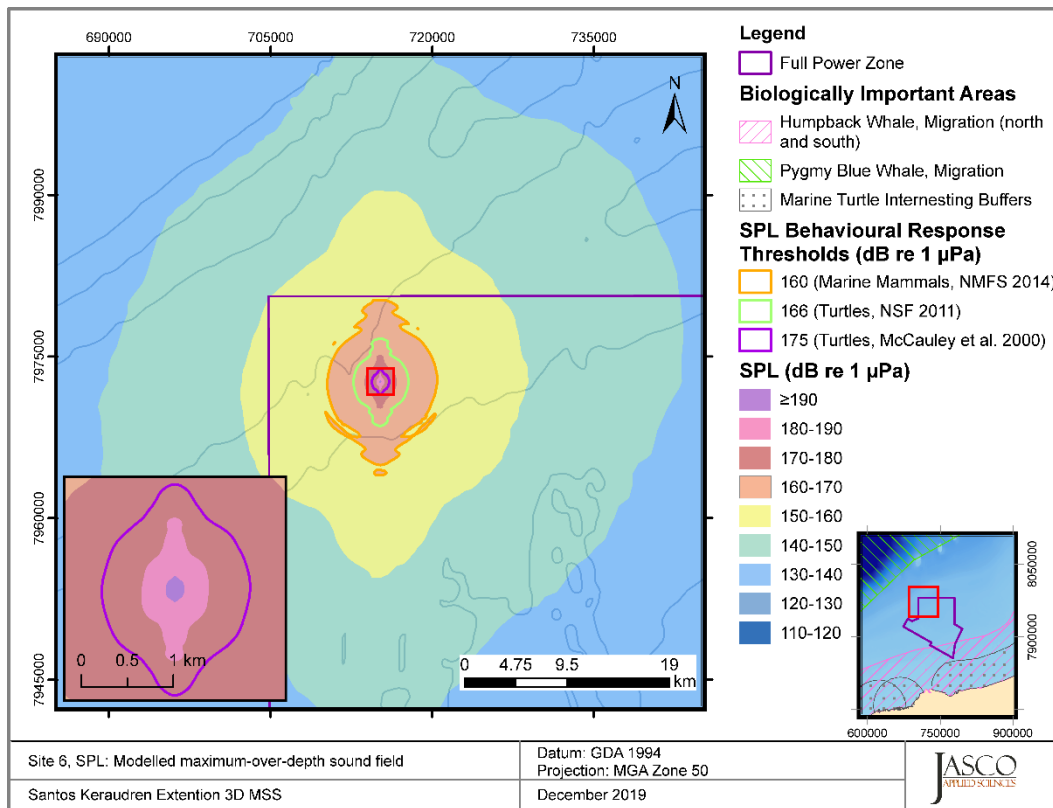 690000
705000
720000
735000
7990000
7975000
7960000
7945000
N
0
0.5
1 km
0
4.75
9.5
19
km
Legend
Full Power Zone
Biologically Important Areas
Humpback Whale, Migration (north
and south)
Pygmy Blue Whale, Migration
Marine Turtle Internesting Buffers
SPL Behavioural Response
Thresholds (dB re 1 µPa)
160 (Marine Mammals, NMFS 2014)
166 (Turtles, NSF 2011)
175 (Turtles, McCauley et al. 2000)
SPL (dB re 1 µPa)
≥190
180-190
170-180
160-170
150-160
140-150
130-140
120-130
110-120
8050000
7900000
600000
750000
900000
Site 6, SPL: Modelled maximum-over-depth sound field
Santos Keraudren Extention 3D MSS
Datum: GDA 1994
Projection: MGA Zone 50
December 2019
JASCO
APPLIED SCIENCES